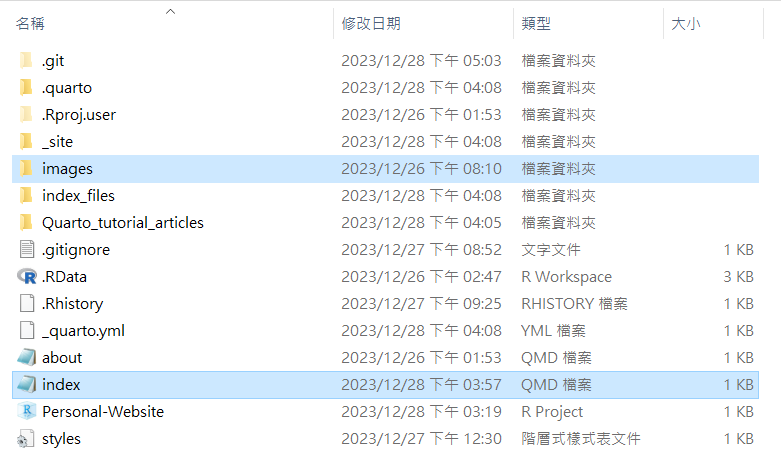 名稱 修改日期 類型 大小
.git 2023/12/28 下午 05:03 檔案資料夾
.quarto 2023/12/28 下午 04:08 檔案資料夾
.Rproj.user 2023/12/26 下午 01:53 檔案資料夾
_site 2023/12/28 下午 04:08 檔案資料夾
images 2023/12/26 下午 08:10 檔案資料夾
index_files 2023/12/28 下午 04:08 檔案資料夾
Quarto_tutorial_articles 2023/12/28 下午 04:05 檔案資料夾
.gitignore 2023/12/27 下午 08:52 文字文件 1 KB
.RData 2023/12/26 下午 02:47 R Workspace 3 KB
.Rhistory 2023/12/27 下午 09:25 RHISTORY 檔案 1 KB
_quarto.yml 2023/12/28 下午 04:08 YML 檔案 1 KB
about 2023/12/26 下午 01:53 QMD 檔案 1 KB
index 2023/12/28 下午 03:57 QMD 檔案 1 KB
Personal-Website 2023/12/28 下午 03:19 R Project 1 KB
styles 2023/12/27 下午 12:30 階層式樣式表文件 1 KB